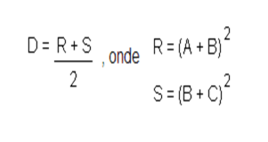 D = R + S , onde R = (A + B)²
2
S = (B + C)²